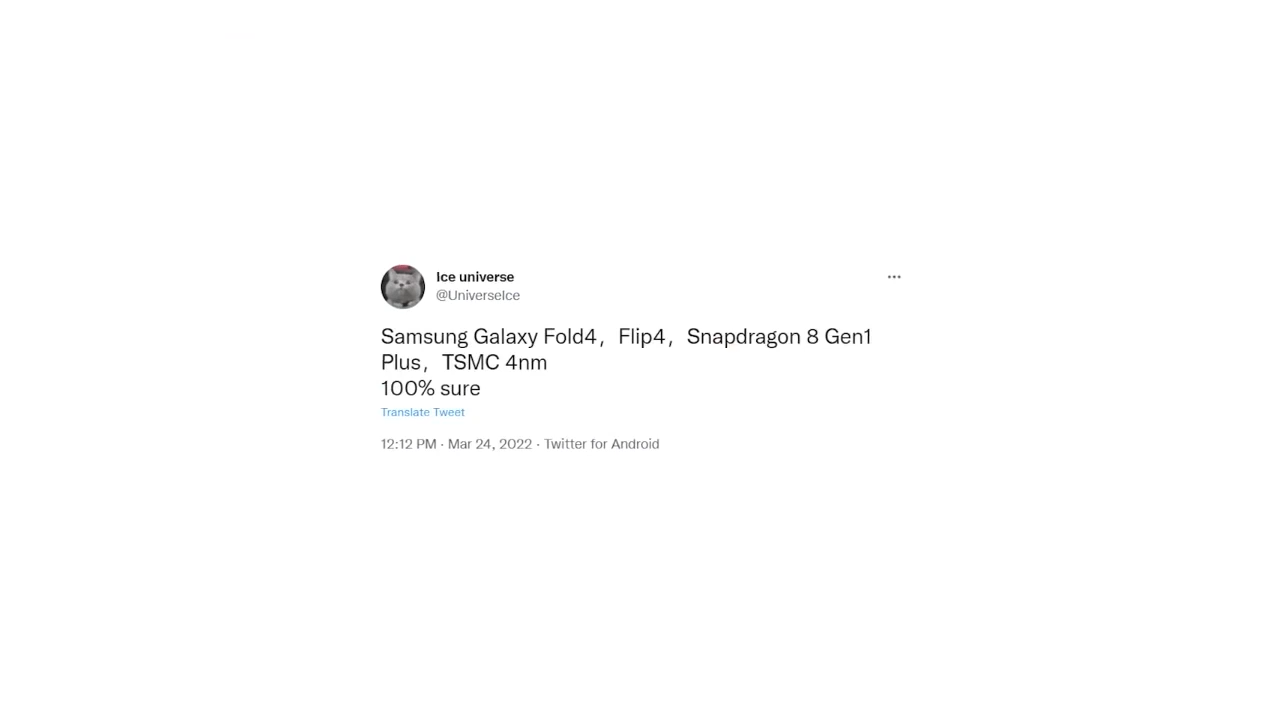 Ice universe
@UniverseIce
Samsung Galaxy Fold4，Flip4，Snapdragon 8 Gen1
Plus，TSMC 4nm
100% sure
Translate Tweet
12:12 PM · Mar 24, 2022 · Twitter for Android